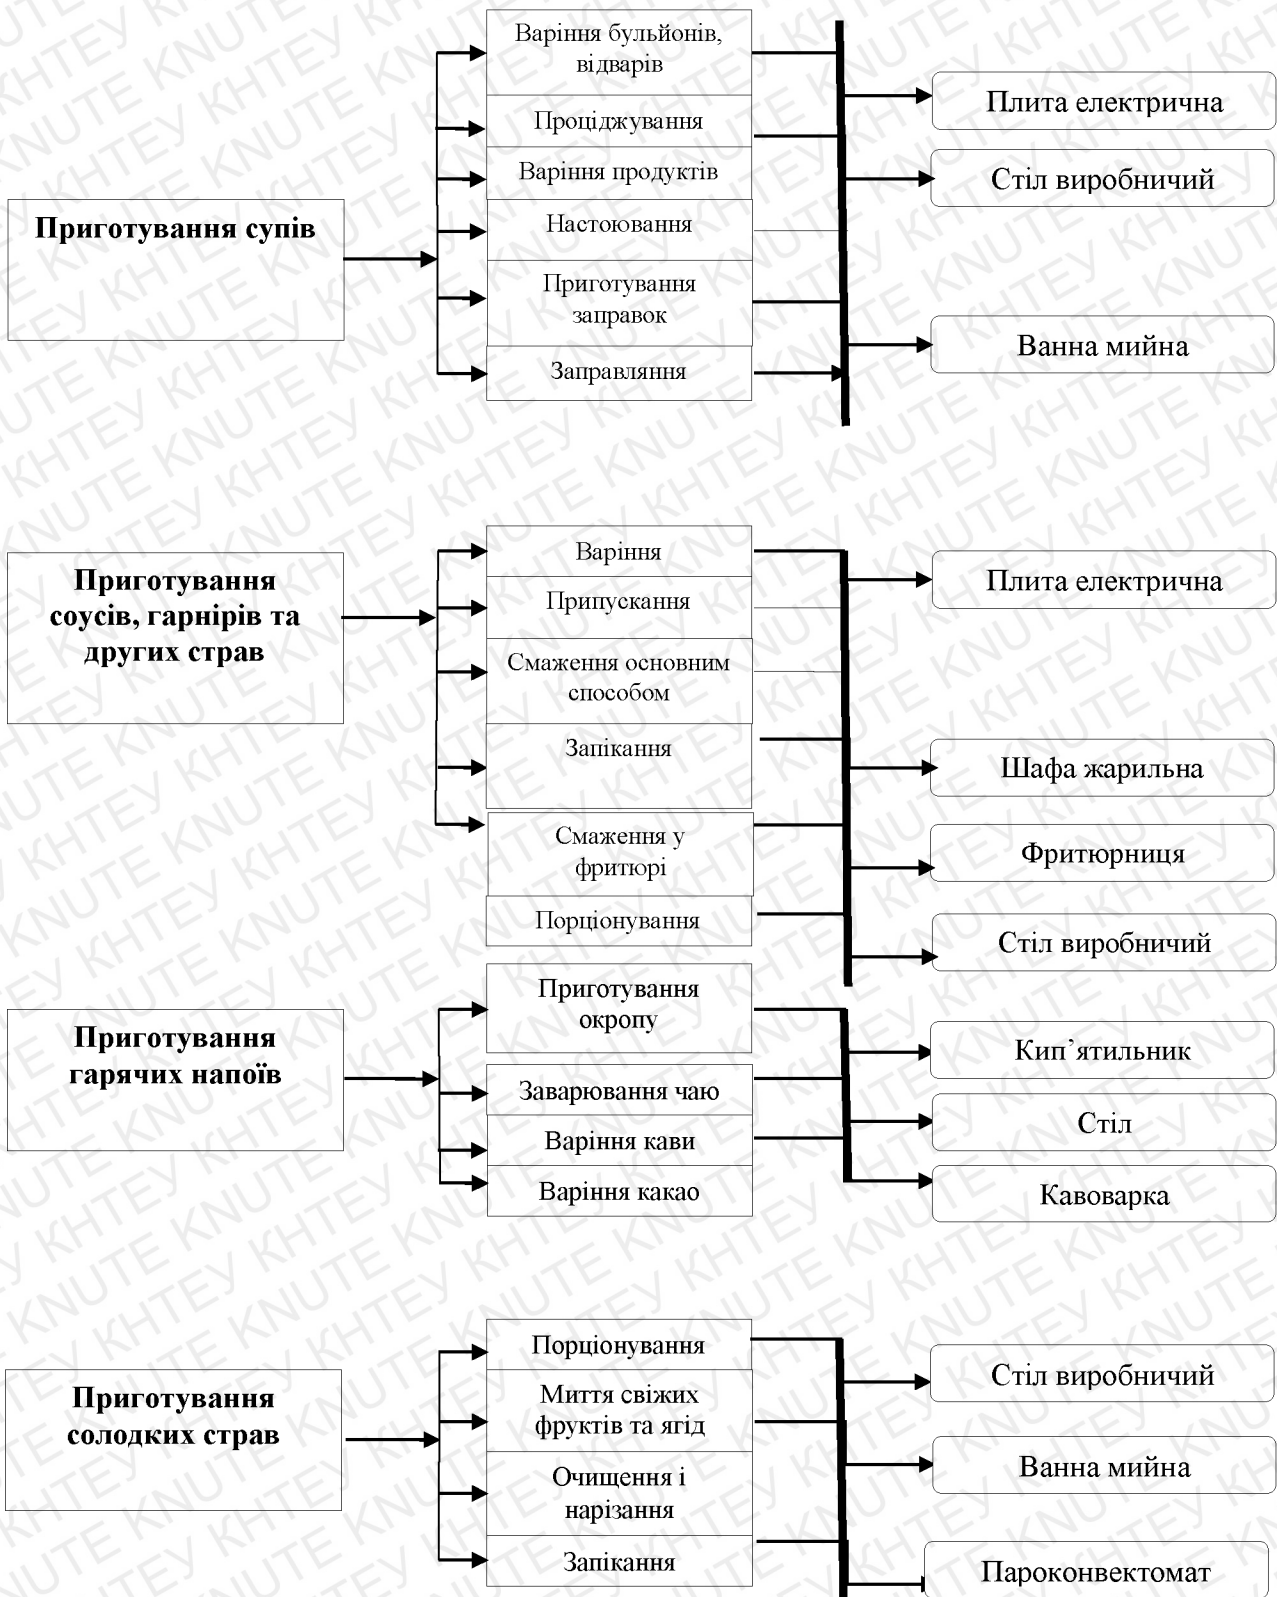 Варіння бульйонів,
відварів
Проціджування
Варіння продуктів
Настоювання
Приготування
заправок
Заправляння
Приготування супів
Плита електрична
Стіл виробничий
Ванна мийна
Приготування
соусів, гарнірів та
других страв
Варіння
Припускання
Смаження основним
способом
Запікання
Смаження у
фритюрі
Порціонування
Плита електрична
Шафа жарильна
Фритюрниця
Стіл виробничий
Приготування
гарячих напоїв
Приготування
окропу
Заварювання чаю
Варіння кави
Варіння какао
Кип’ятильник
Стіл
Кавоварка
Приготування
солодких страв
Порціонування
Миття свіжих
фруктів та ягід
Очищення і
нарізання
Запікання
Стіл виробничий
Ванна мийна
Пароконвектомат